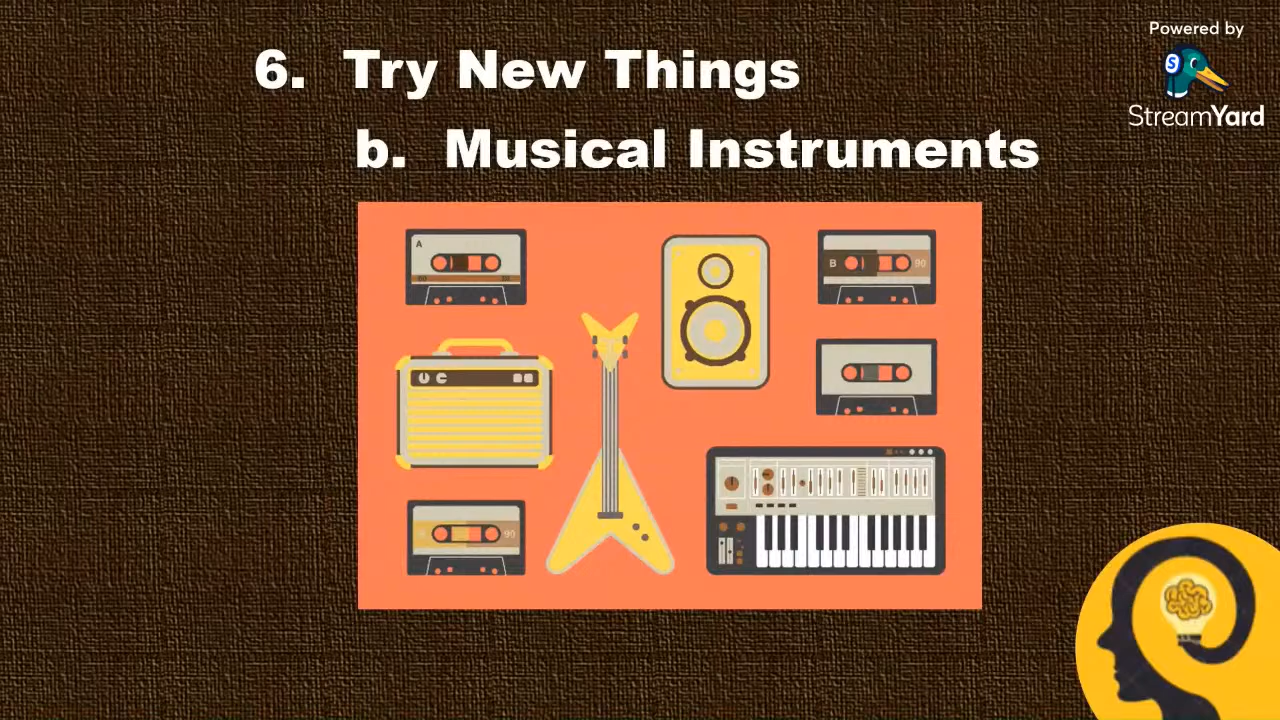 Powered by
StreamYard
6. Try New Things
b. Musical Instruments
A
B
90
90